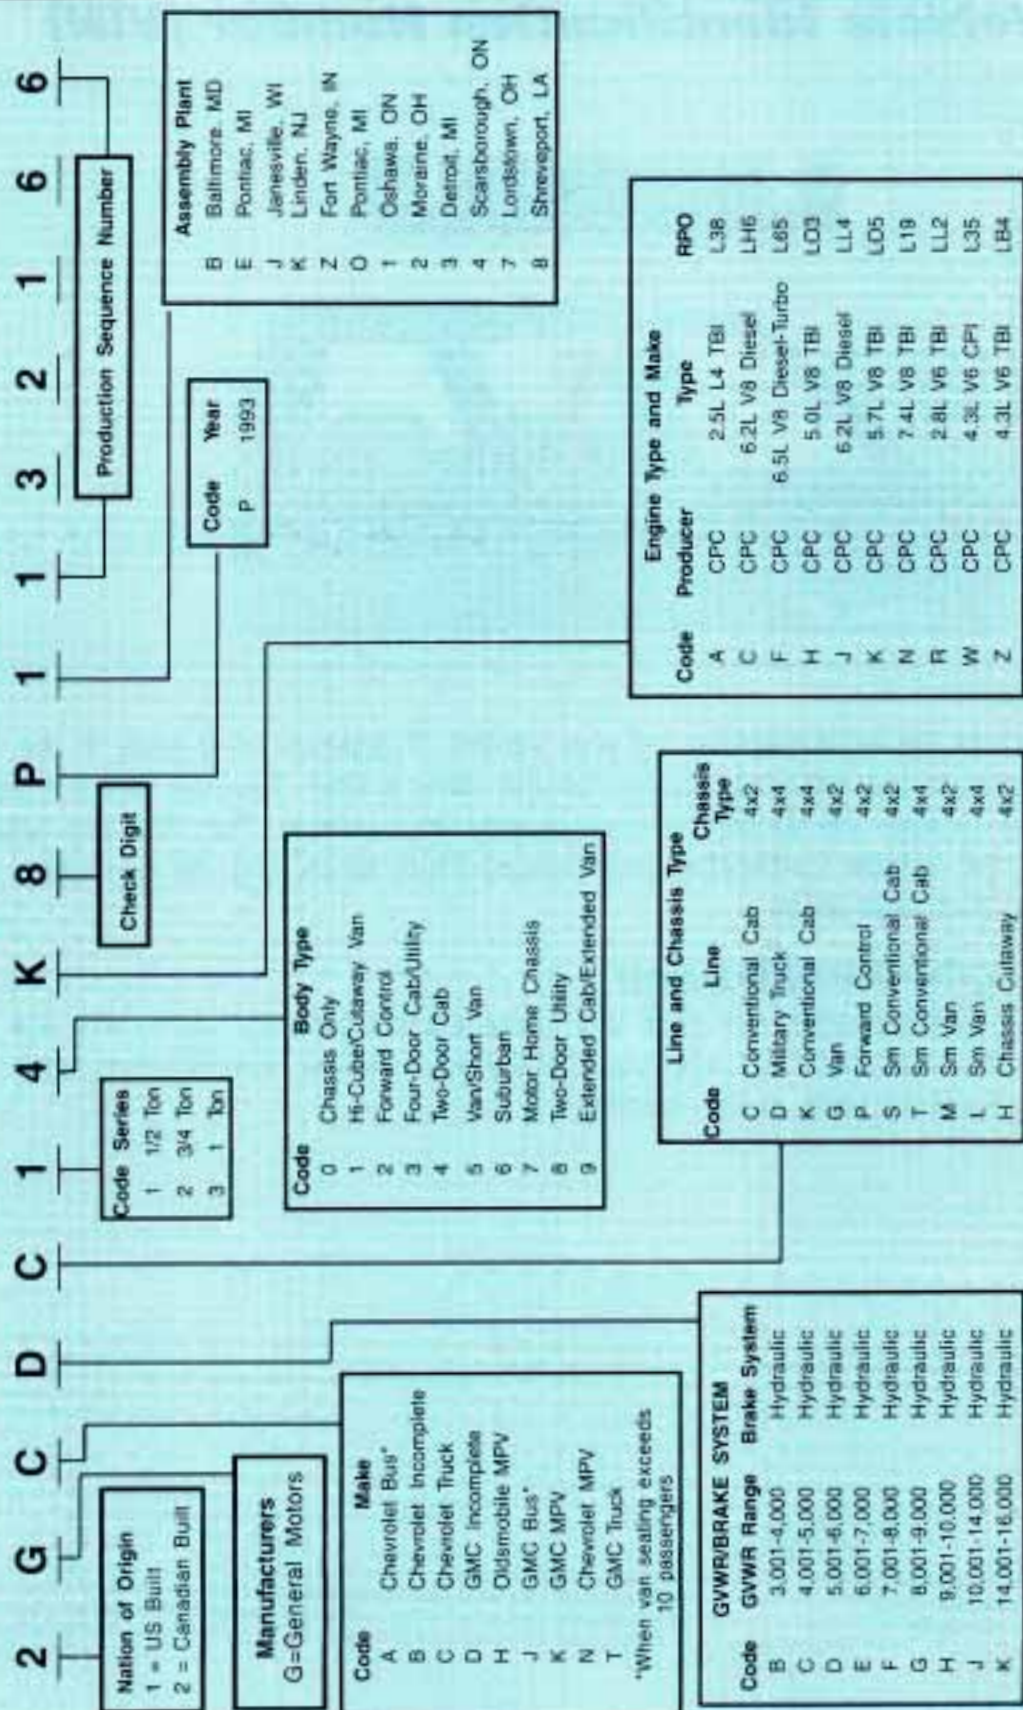 2 G C D C 1 4 K 8 P 1 1 3 2 1 6 6
Nation of Origin
1 = US Built
2 = Canadian Built
Manufacturers
G=General Motors
Code Make
A Chevrolet Bus*
B Chevrolet Incomplete
C Chevrolet Truck
D GMC Incomplete
H Oldsmobile MPV
J GMC Bus*
K GMC MPV
N Chevrolet MPV
T GMC Truck
*When van seating exceeds
10 passengers
GVWR/BRAKE SYSTEM
Code GVWR Range Brake System
B 3,001-4,000 Hydraulic
C 4,001-5,000 Hydraulic
D 5,001-6,000 Hydraulic
E 6,001-7,000 Hydraulic
F 7,001-8,000 Hydraulic
G 8,001-9,000 Hydraulic
H 9,001-10,000 Hydraulic
J 10,001-14,000 Hydraulic
K 14,001-16,000 Hydraulic
Code Series
1 1/2 Ton
2 3/4 Ton
3 1 Ton
Code Body Type
0 Chassis Only
1 Hi-Cube/Cutaway Van
2 Forward Control
3 Four-Door Cab/Utility
4 Two-Door Cab
5 Van/Short Van
6 Suburban
7 Motor Home Chassis
8 Two-Door Utility
9 Extended Cab/Extended Van
Line and Chassis Type
Code Line Chassis Type
C Conventional Cab 4x2
D Military Truck 4x4
K Conventional Cab 4x4
G Van 4x2
P Forward Control 4x2
S Sm Conventional Cab 4x2
T Sm Conventional Cab 4x4
M Sm Van 4x2
L Sm Van 4x4
H Chassis Cutaway 4x2
Check Digit
Code Year
P 1993
Production Sequence Number
Assembly Plant
B Baltimore, MD
E Pontiac, MI
J Janesville, WI
K Linden, NJ
Z Fort Wayne, IN
O Pontiac, MI
1 Oshawa, ON
2 Moraine, OH
3 Detroit, MI
4 Scarsborough, ON
7 Lordstown, OH
8 Shreveport, LA
Engine Type and Make
Code Producer Type RPO
A CPC 2.5L L4 TBI L38
C CPC 6.2L V8 Diesel LH6
F CPC 6.5L V8 Diesel-Turbo L65
H CPC 5.0L V8 TBI LO3
J CPC 6.2L V8 Diesel LL4
K CPC 5.7L V8 TBI LO5
N CPC 7.4L V8 TBI L19
R CPC 2.8L V6 TBI LL2
W CPC 4.3L V6 CPI L35
Z CPC 4.3L V6 TBI LB4